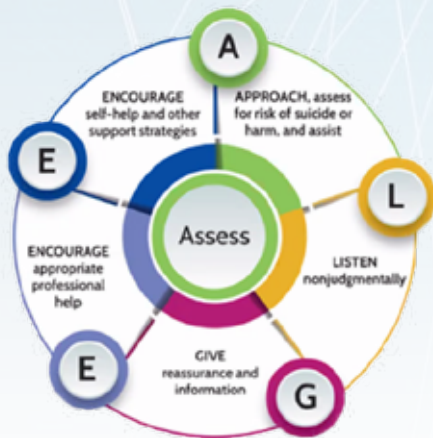 A
APPROACH, assess
for risk of suicide or
harm, and assist
L
LISTEN
nonjudgmentally
G
GIVE
reassurance and
information
E
ENCOURAGE
appropriate
professional
help
E
ENCOURAGE
self-help and other
support strategies
Assess